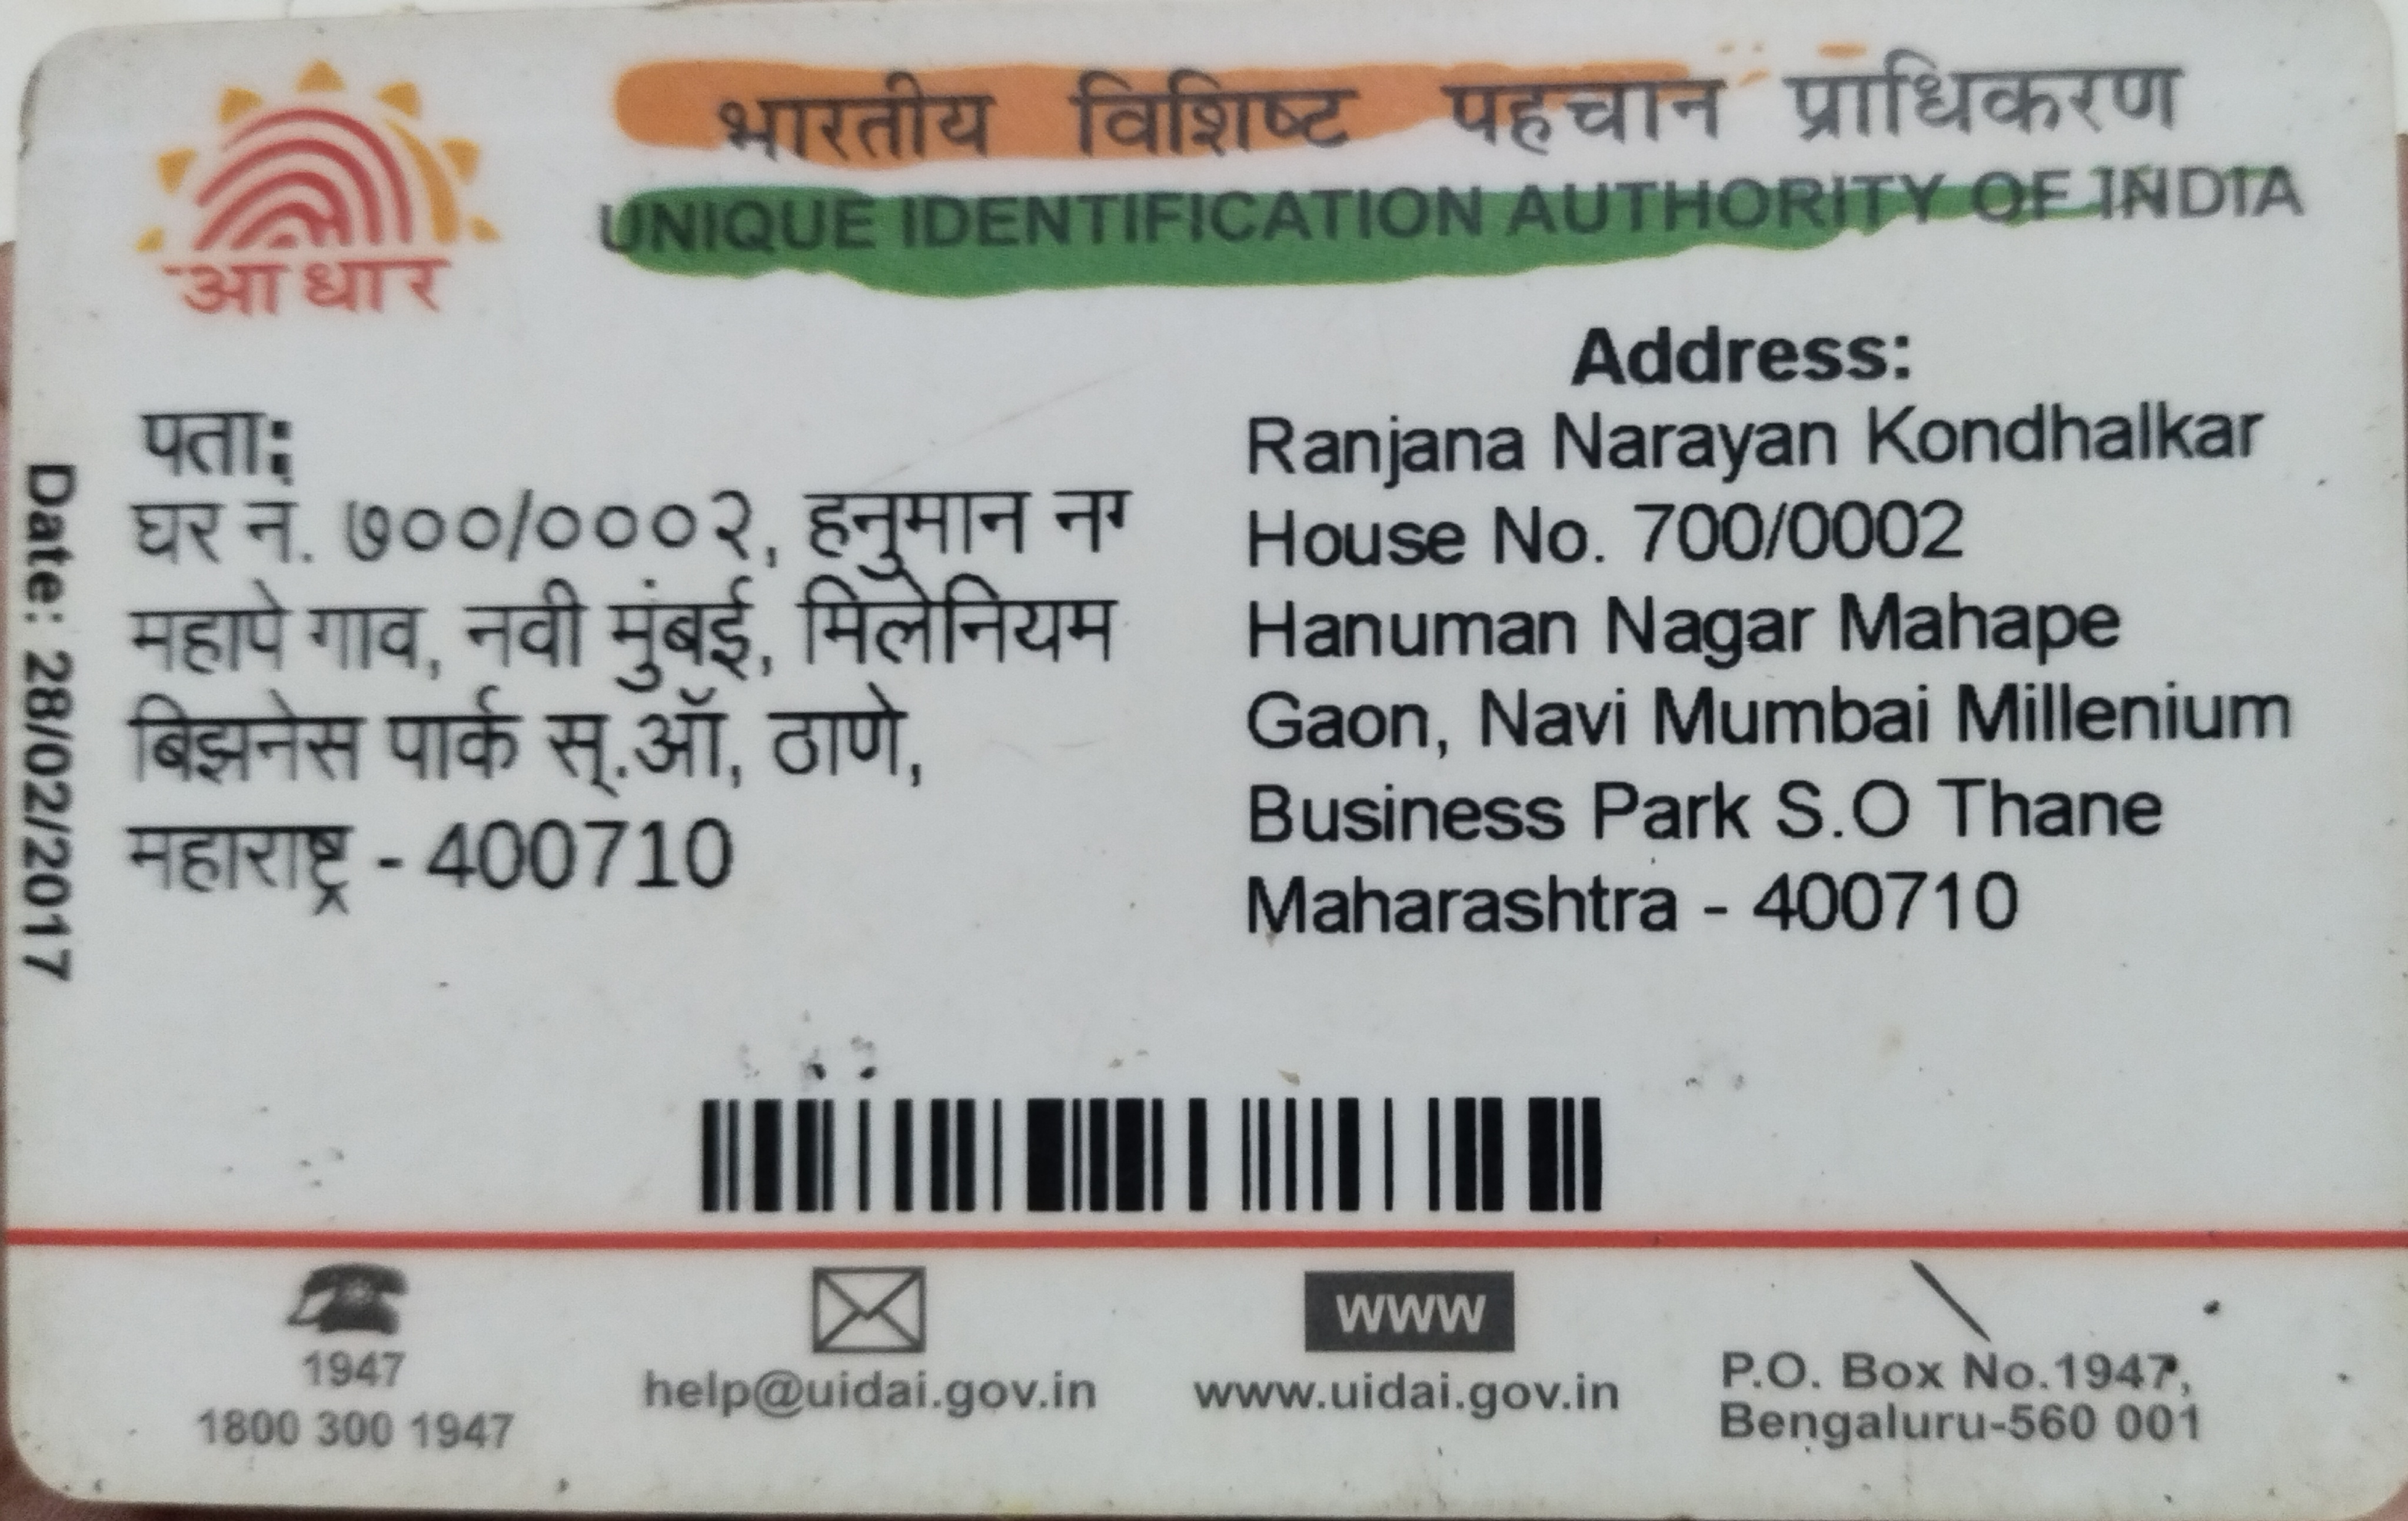 भारतीय विशिष्ट पहचान प्राधिकरण
UNIQUE IDENTIFICATION AUTHORITY OF INDIA
आधार
Date: 28/02/2017
पता:
घर नं. ७००/०००२, हनुमान नग
महापे गाव, नवी मुंबई, मिलेनियम
बिझनेस पार्क स्.ऑ, ठाणे,
महाराष्ट्र - 400710
Address:
Ranjana Narayan Kondhalkar
House No. 700/0002
Hanuman Nagar Mahape
Gaon, Navi Mumbai Millenium
Business Park S.O Thane
Maharashtra - 400710
1947
1800 300 1947
help@uidai.gov.in
www
www.uidai.gov.in
P.O. Box No.1947,
Bengaluru-560 001